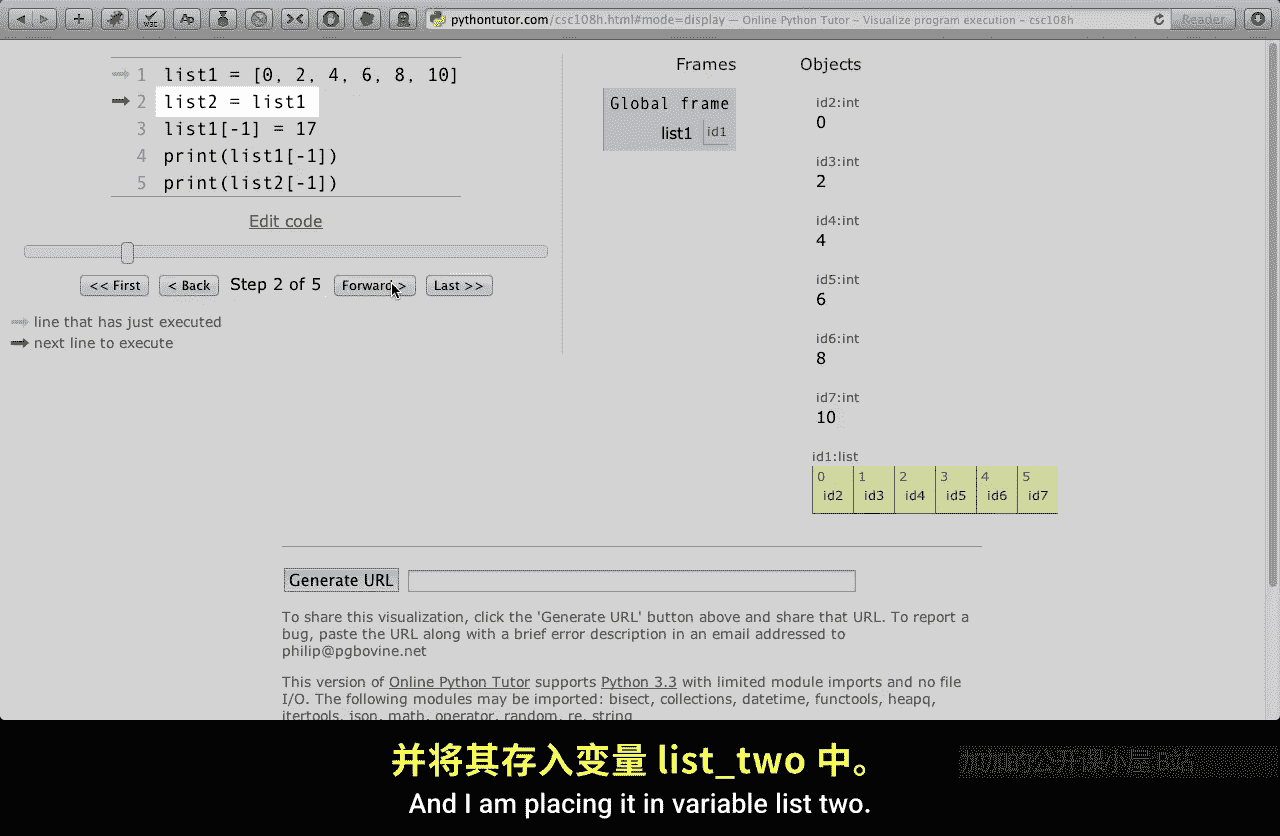 pythontutor.com/csc108h.html#mode=display — Online Python Tutor – Visualize program execution – csc108h
Reader
1 list1 = [0, 2, 4, 6, 8, 10]
2 list2 = list1
3 list1[-1] = 17
4 print(list1[-1])
5 print(list2[-1])
Edit code
<< First
< Back
Step 2 of 5
Forward >
Last >>
line that has just executed
next line to execute
Frames
Global frame
list1 id1
Objects
id2:int
0
id3:int
2
id4:int
4
id5:int
6
id6:int
8
id7:int
10
id1:list
0 1 2 3 4 5
id2 id3 id4 id5 id6 id7
Generate URL
To share this visualization, click the 'Generate URL' button above and share that URL. To report a
bug, paste the URL along with a brief error description in an email addressed to
philip@pgbovine.net
This version of Online Python Tutor supports Python 3.3 with limited module imports and no file
I/O. The following modules may be imported: bisect, collections, datetime, functools, heapq,
itertools, json, math, operator, random, re, string
并将其存入变量 list_two 中。
And I am placing it in variable list two.